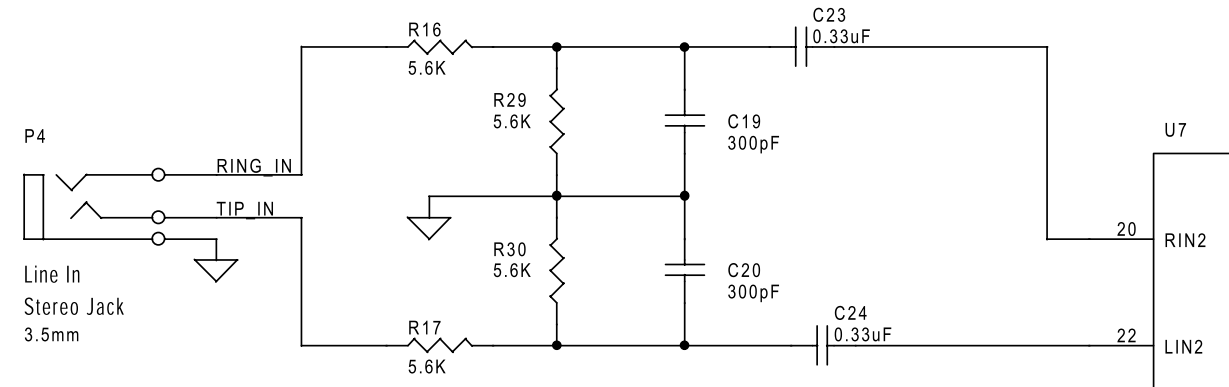 R16
5.6K
C23
0.33uF
R29
5.6K
C19
300pF
P4
U7
RING_IN
TIP_IN
20
RIN2
R30
5.6K
C20
300pF
Line In
Stereo Jack
3.5mm
R17
5.6K
C24
0.33uF
22
LIN2